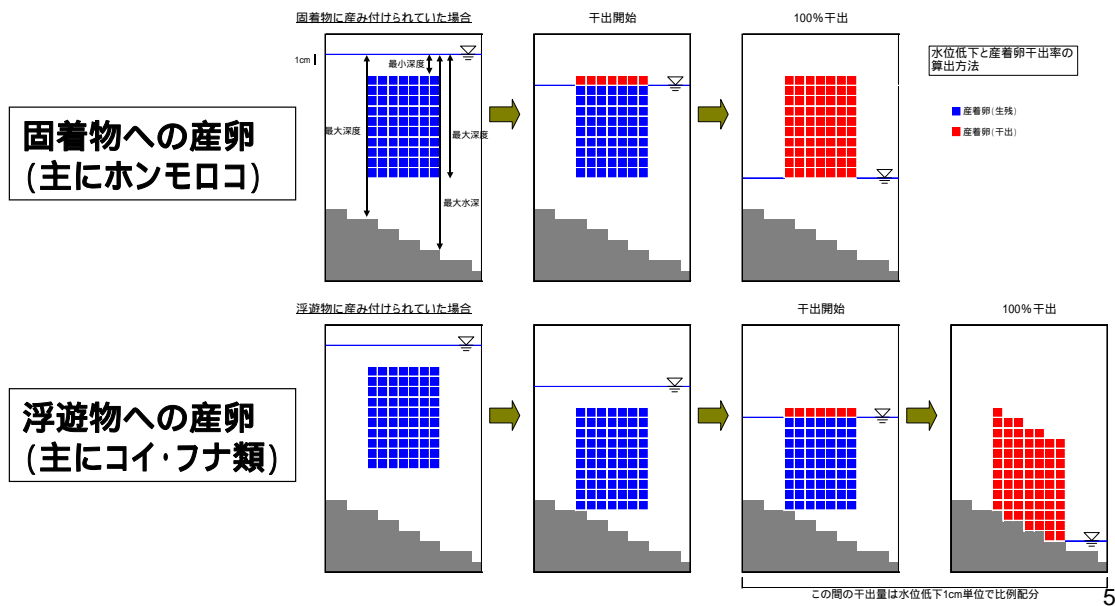 固着物に産み付けられていた場合
干出開始
100%干出
水位低下と産着卵干出率の
算出方法
1cm
最小深度
産着卵(生残)
産着卵(干出)
固着物への産卵
(主にホンモロコ)
最大深度
最大深度
最大水深
浮遊物に産み付けられていた場合
干出開始
100%干出
浮遊物への産卵
(主にコイ・フナ類)
この間の干出量は水位低下1cm単位で比例配分
5